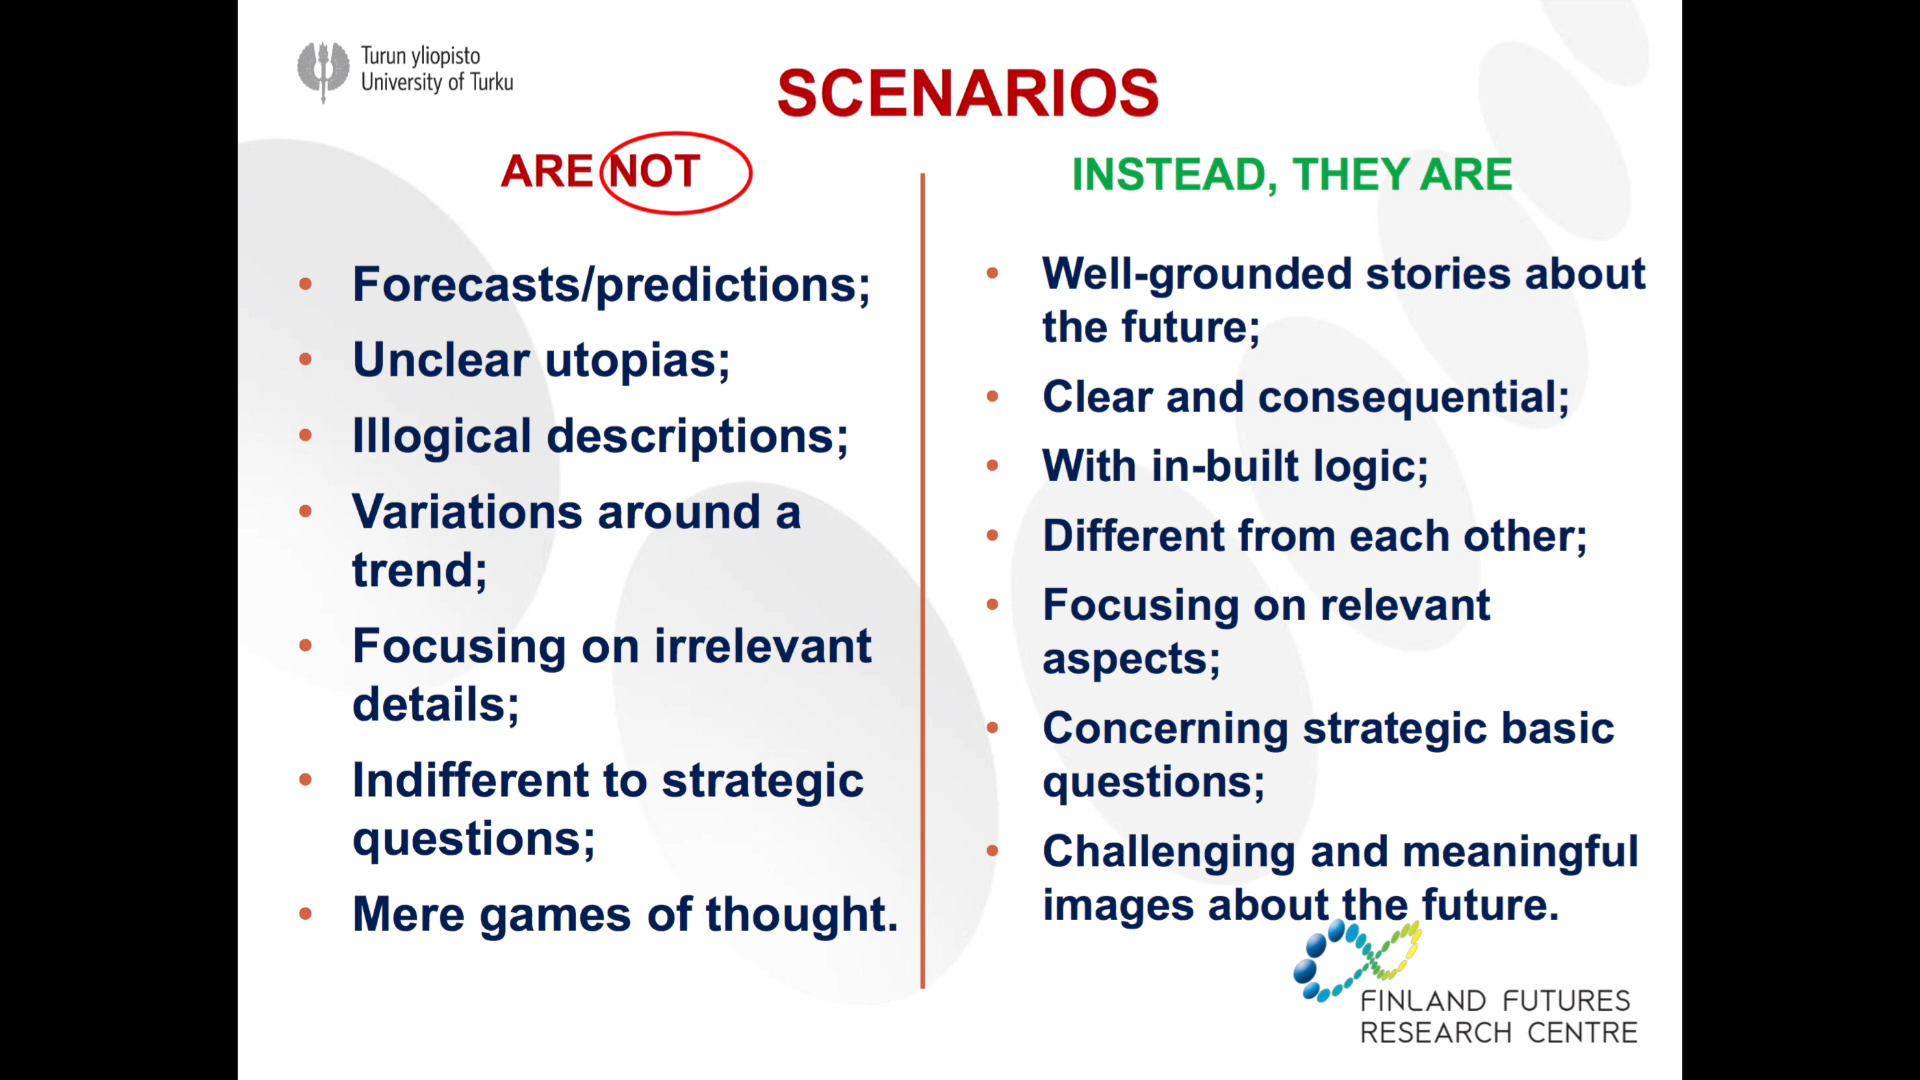 Turun yliopisto
University of Turku
SCENARIOS
ARE NOT
• Forecasts/predictions;
• Unclear utopias;
• Illogical descriptions;
• Variations around a
trend;
• Focusing on irrelevant
details;
• Indifferent to strategic
questions;
• Mere games of thought.
INSTEAD, THEY ARE
• Well-grounded stories about
the future;
• Clear and consequential;
• With in-built logic;
• Different from each other;
• Focusing on relevant
aspects;
• Concerning strategic basic
questions;
• Challenging and meaningful
images about the future.
FINLAND FUTURES
RESEARCH CENTRE